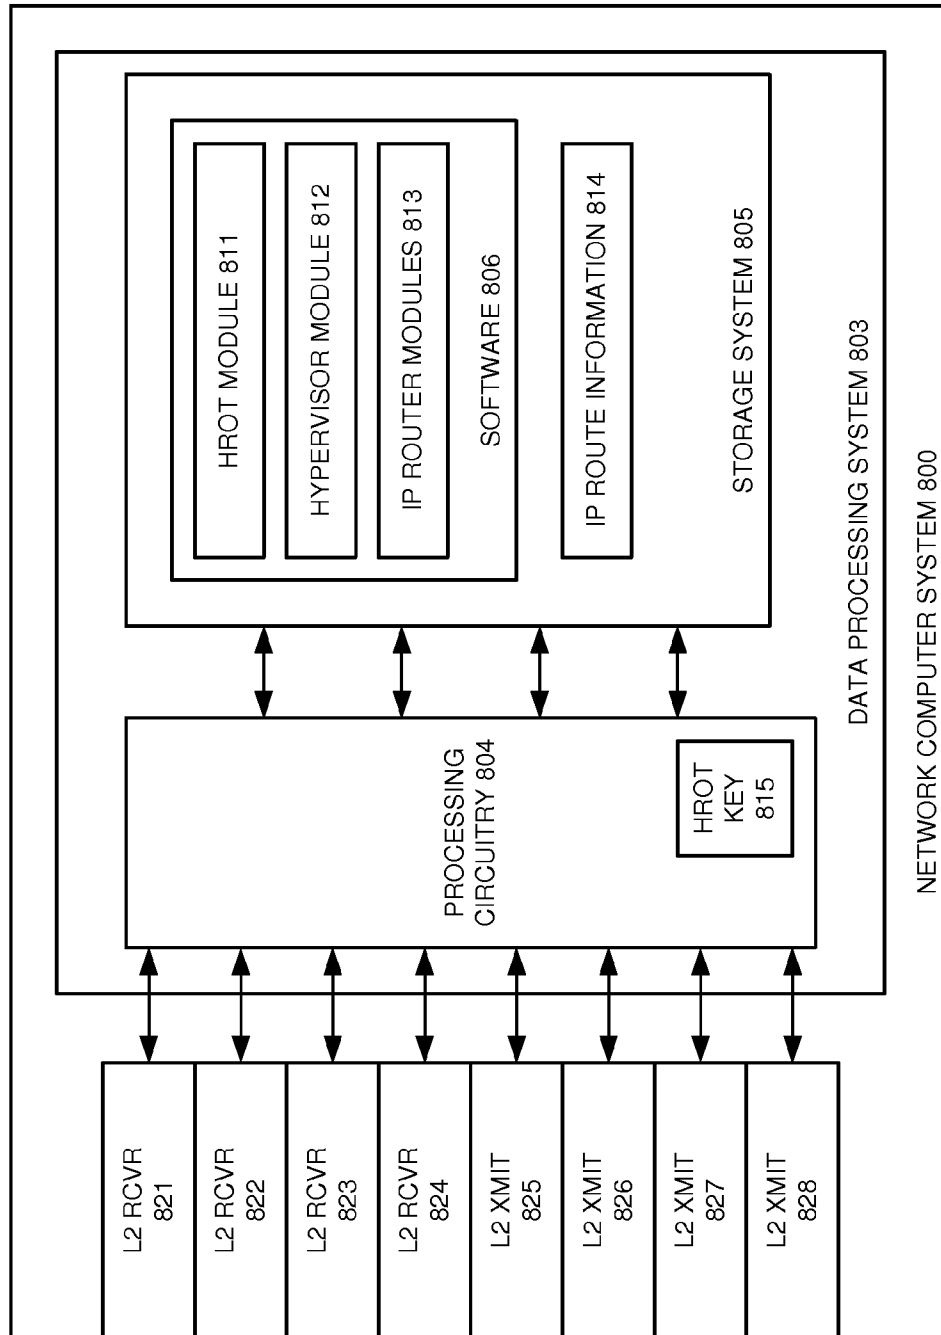 L2 RCVR
821
L2 RCVR
822
L2 RCVR
823
L2 RCVR
824
L2 XMIT
825
L2 XMIT
826
L2 XMIT
827
L2 XMIT
828
PROCESSING
CIRCUITRY 804
HROT
KEY
815
HROT MODULE 811
HYPERVISOR MODULE 812
IP ROUTER MODULES 813
SOFTWARE 806
IP ROUTE INFORMATION 814
STORAGE SYSTEM 805
DATA PROCESSING SYSTEM 803
NETWORK COMPUTER SYSTEM 800